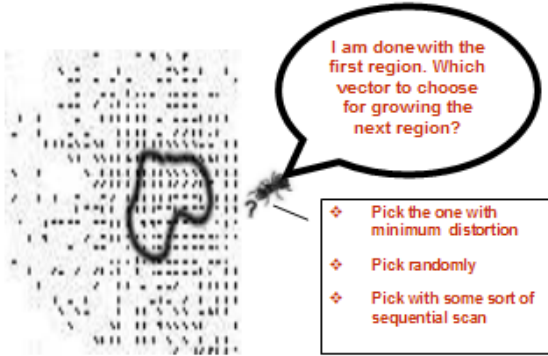 I am done with the
first region. Which
vector to choose
for growing the
next region?
?
Pick the one with
minimum distortion
Pick randomly
Pick with some sort of
sequential scan